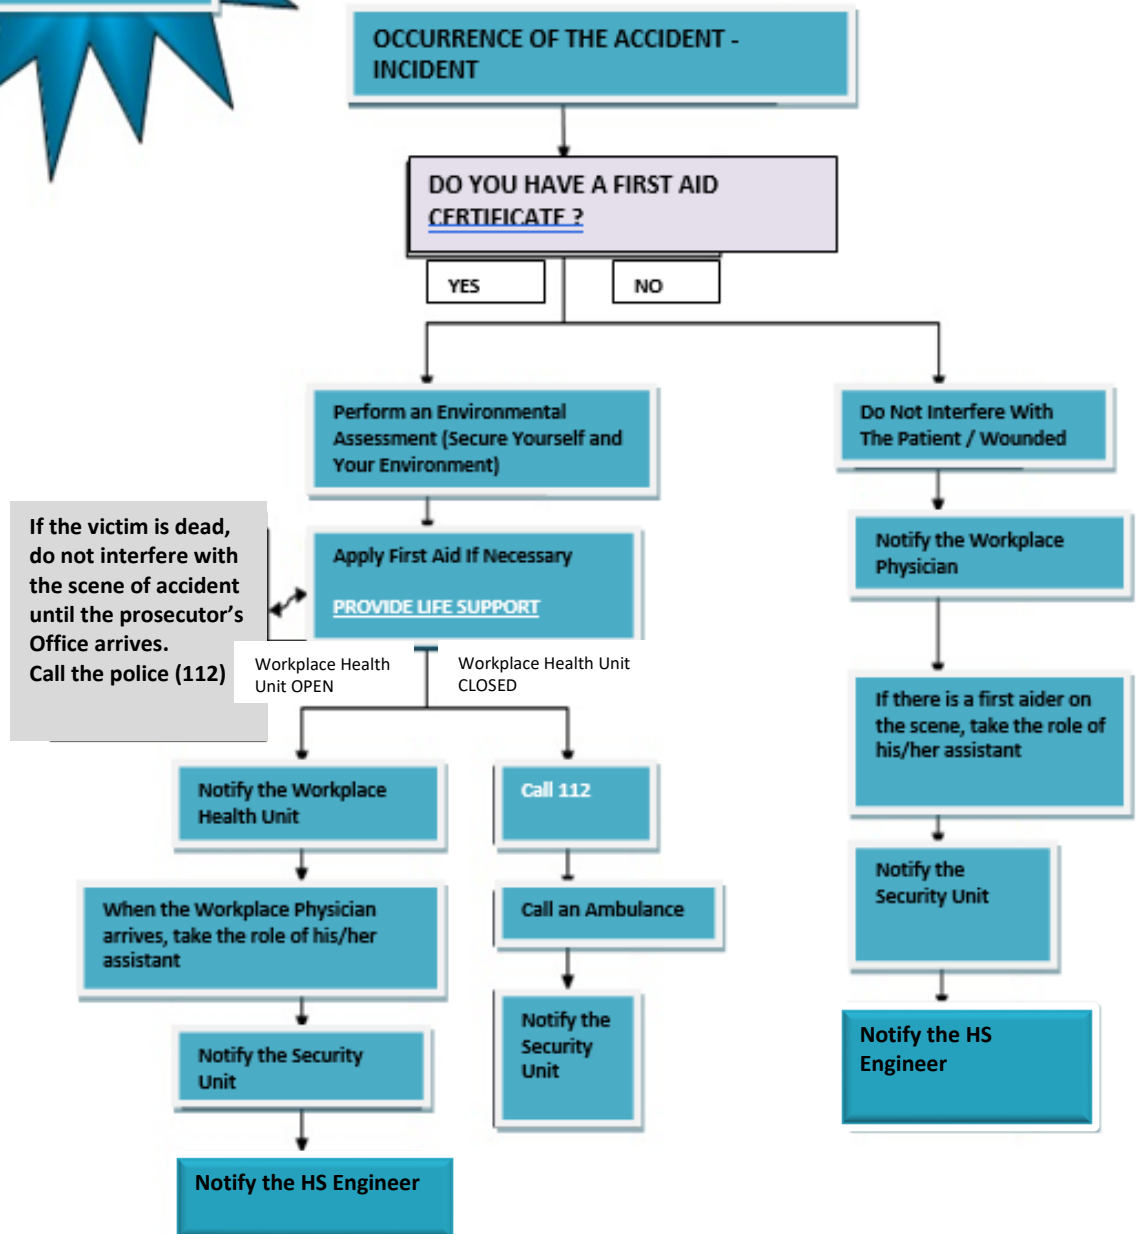 OCCURRENCE OF THE ACCIDENT -
INCIDENT
DO YOU HAVE A FIRST AID
CERTIFICATE ?
YES
NO
Perform an Environmental
Assessment (Secure Yourself and
Your Environment)
Do Not Interfere With
The Patient / Wounded
If the victim is dead,
do not interfere with
the scene of accident
until the prosecutor’s
Office arrives.
Call the police (112)
Apply First Aid If Necessary
PROVIDE LIFE SUPPORT
Notify the Workplace
Physician
Workplace Health
Unit OPEN
Workplace Health Unit
CLOSED
If there is a first aider on
the scene, take the role of
his/her assistant
Notify the Workplace
Health Unit
Call 112
When the Workplace Physician
arrives, take the role of his/her
assistant
Call an Ambulance
Notify the
Security Unit
Notify the Security
Unit
Notify the
Security
Unit
Notify the HS
Engineer
Notify the HS Engineer